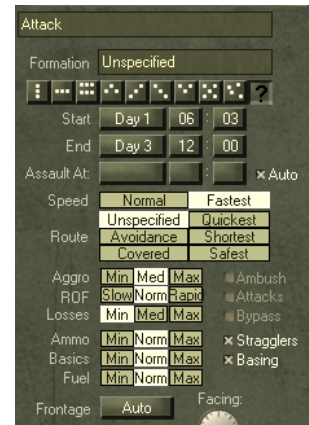 Attack
Formation Unspecified
?
Start Day 1 06 : 03
End Day 3 12 : 00
Assault At: : Auto
Speed Normal Fastest
Unspecified Quickest
Route Avoidance Shortest
Covered Safest
Aggro Min Med Max Ambush
ROF Slow Norm Rapid Attacks
Losses Min Med Max Bypass
Ammo Min Norm Max Stragglers
Basics Min Norm Max Basing
Fuel Min Norm Max
Frontage Auto Facing: